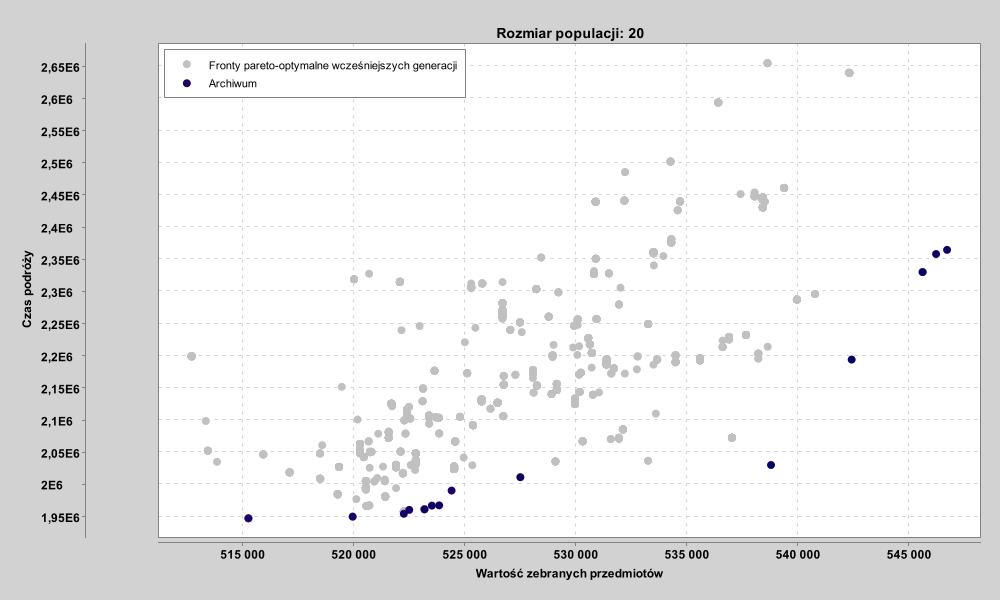 Rozmiar populacji: 20
Fronty pareto-optymalne wcześniejszych generacji
Archiwum
2,65E6
2,6E6
2,55E6
2,5E6
2,45E6
2,4E6
2,35E6
2,3E6
2,25E6
2,2E6
2,15E6
2,1E6
2,05E6
2E6
1,95E6
Czas podróży
515 000 520 000 525 000 530 000 535 000 540 000 545 000
Wartość zebranych przedmiotów